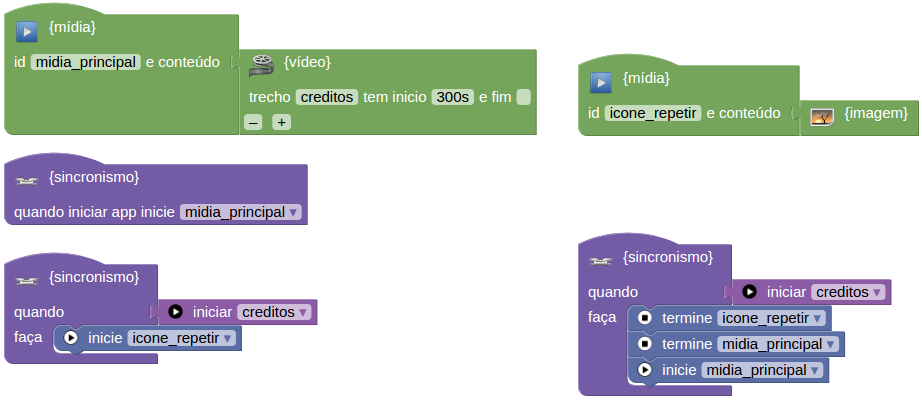 {mídia}
id midia_principal e conteúdo
{vídeo}
trecho creditos tem inicio 300s e fim
– +
{mídia}
id icone_repetir e conteúdo
{imagem}
{sincronismo}
quando iniciar app inicie midia_principal
{sincronismo}
quando iniciar creditos
faça inicie icone_repetir
{sincronismo}
quando iniciar creditos
faça termine icone_repetir
termine midia_principal
inicie midia_principal